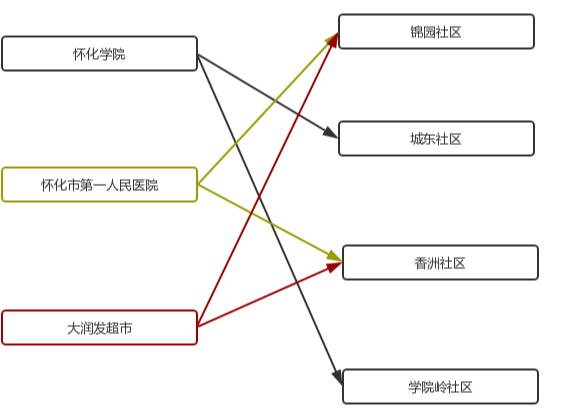 锦园社区
怀化学院
城东社区
怀化市第一人民医院
香洲社区
大润发超市
学院岭社区